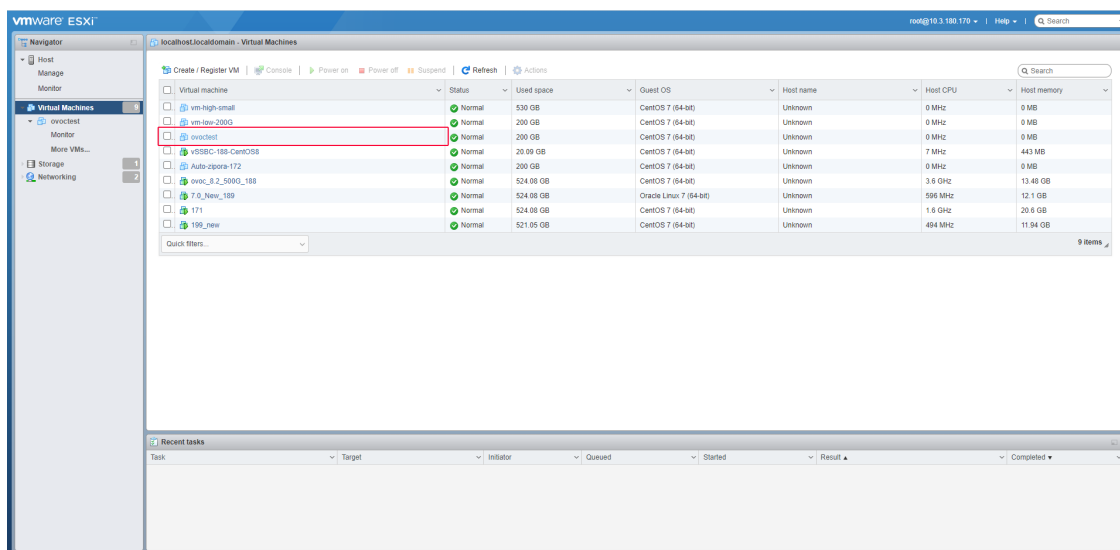 vmware ESXi
root@10.3.180.170 | Help | Search
Navigator
Host
Manage
Monitor
Virtual Machines 9
ovoctest
Monitor
More VMs...
Storage 1
Networking 2
localhost.localdomain - Virtual Machines
Create / Register VM | Console | Power on Power off Suspend | Refresh | Actions
Search
Virtual machine Status Used space Guest OS Host name Host CPU Host memory
vm-high-small Normal 530 GB CentOS 7 (64-bit) Unknown 0 MHz 0 MB
vm-low-200G Normal 200 GB CentOS 7 (64-bit) Unknown 0 MHz 0 MB
ovoctest Normal 200 GB CentOS 7 (64-bit) Unknown 0 MHz 0 MB
vSSBC-188-CentOS8 Normal 20.09 GB CentOS 7 (64-bit) Unknown 7 MHz 443 MB
Auto-zipora-172 Normal 200 GB CentOS 7 (64-bit) Unknown 0 MHz 0 MB
ovoc_8.2_500G_188 Normal 524.08 GB CentOS 7 (64-bit) Unknown 3.6 GHz 13.48 GB
7.0_New_189 Normal 524.08 GB Oracle Linux 7 (64-bit) Unknown 596 MHz 12.1 GB
171 Normal 524.08 GB CentOS 7 (64-bit) Unknown 1.6 GHz 20.6 GB
199_new Normal 521.05 GB CentOS 7 (64-bit) Unknown 494 MHz 11.94 GB
Quick filters... 9 items
Recent tasks
Task Target Initiator Queued Started Result Completed